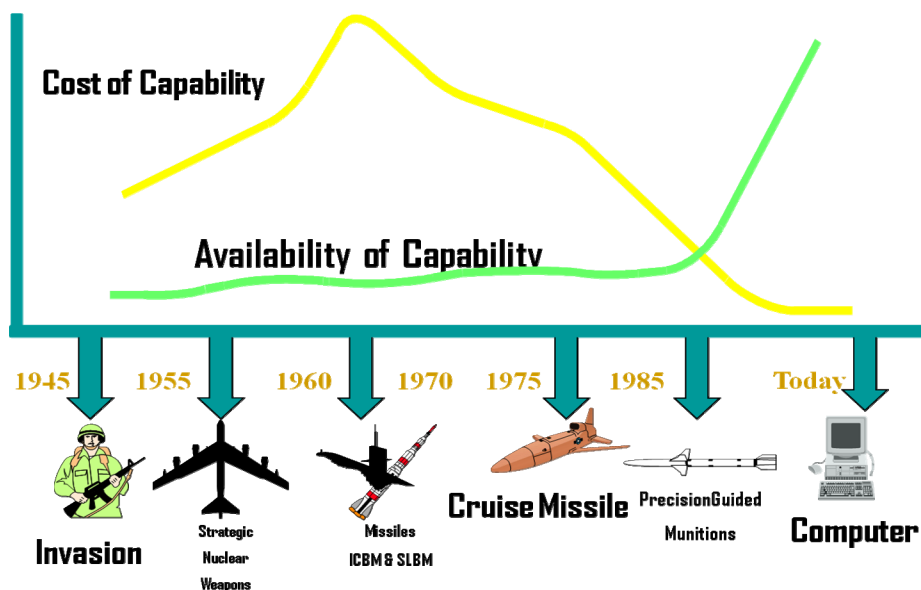 Cost of Capability
Availability of Capability
1945
1955
1960
1970
1975
1985
Today
Invasion
Strategic
Nuclear
Weapons
Missiles
ICBM & SLBM
Cruise Missile
PrecisionGuided
Munitions
Computer